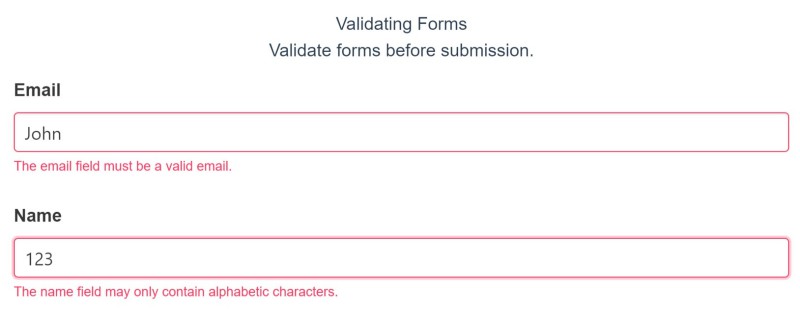 Validating Forms
Validate forms before submission.
Email
John
The email field must be a valid email.
Name
123
The name field may only contain alphabetic characters.